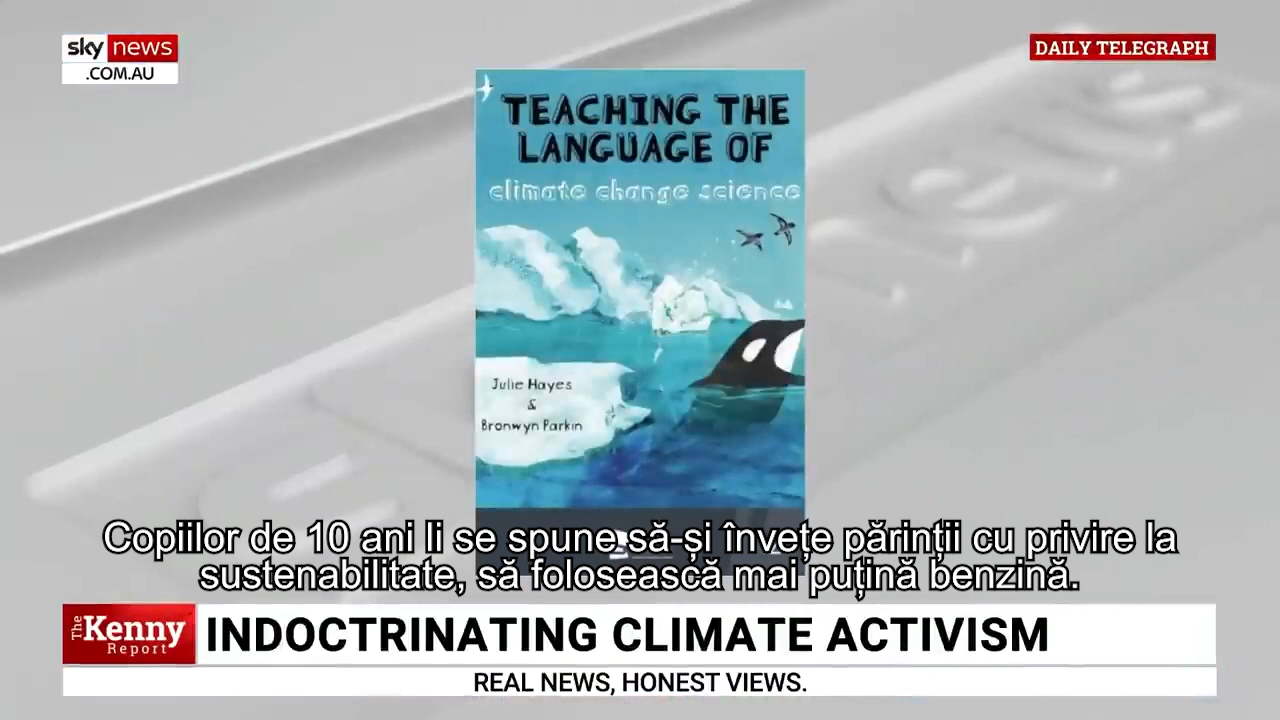 sky news
.COM.AU
DAILY TELEGRAPH
TEACHING THE
LANGUAGE OF
climate change science
Julie Hayes
&
Bronwyn Parkin
Copiilor de 10 ani li se spune să-și învețe părinții cu privire la
sustenabilitate, să folosească mai puțină benzină.
The Kenny Report
INDOCTRINATING CLIMATE ACTIVISM
REAL NEWS, HONEST VIEWS.